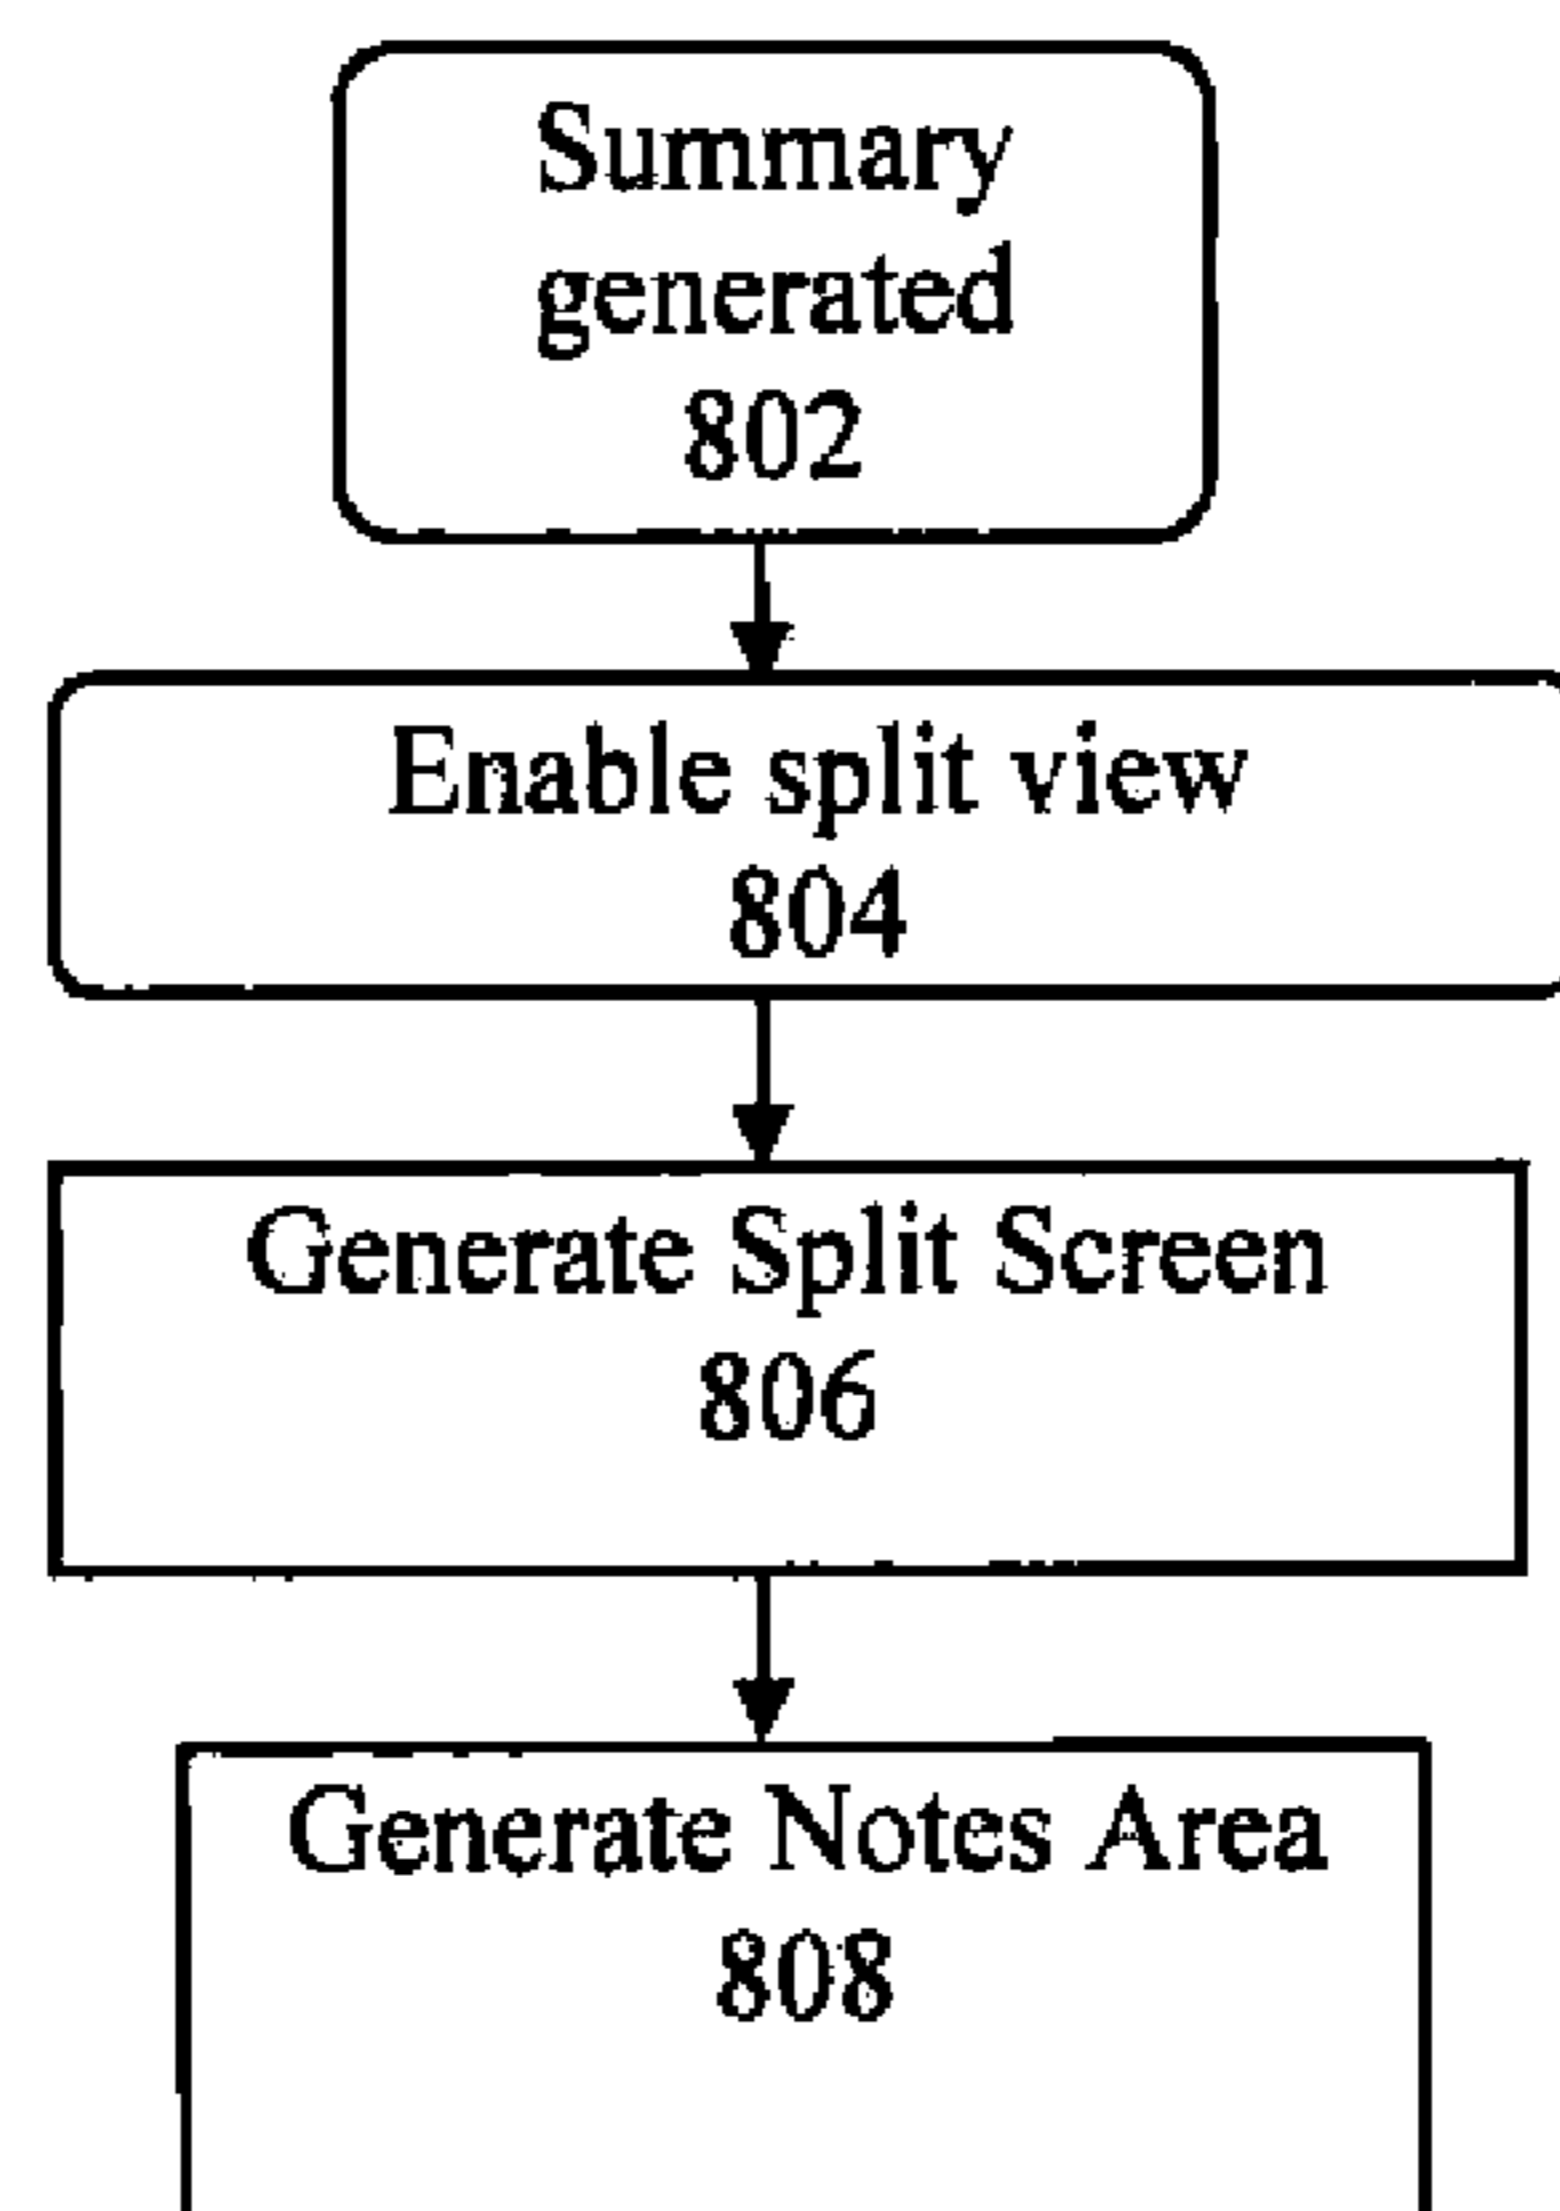 Summary
generated
802
Enable split view
804
Generate Split Screen
806
Generate Notes Area
808